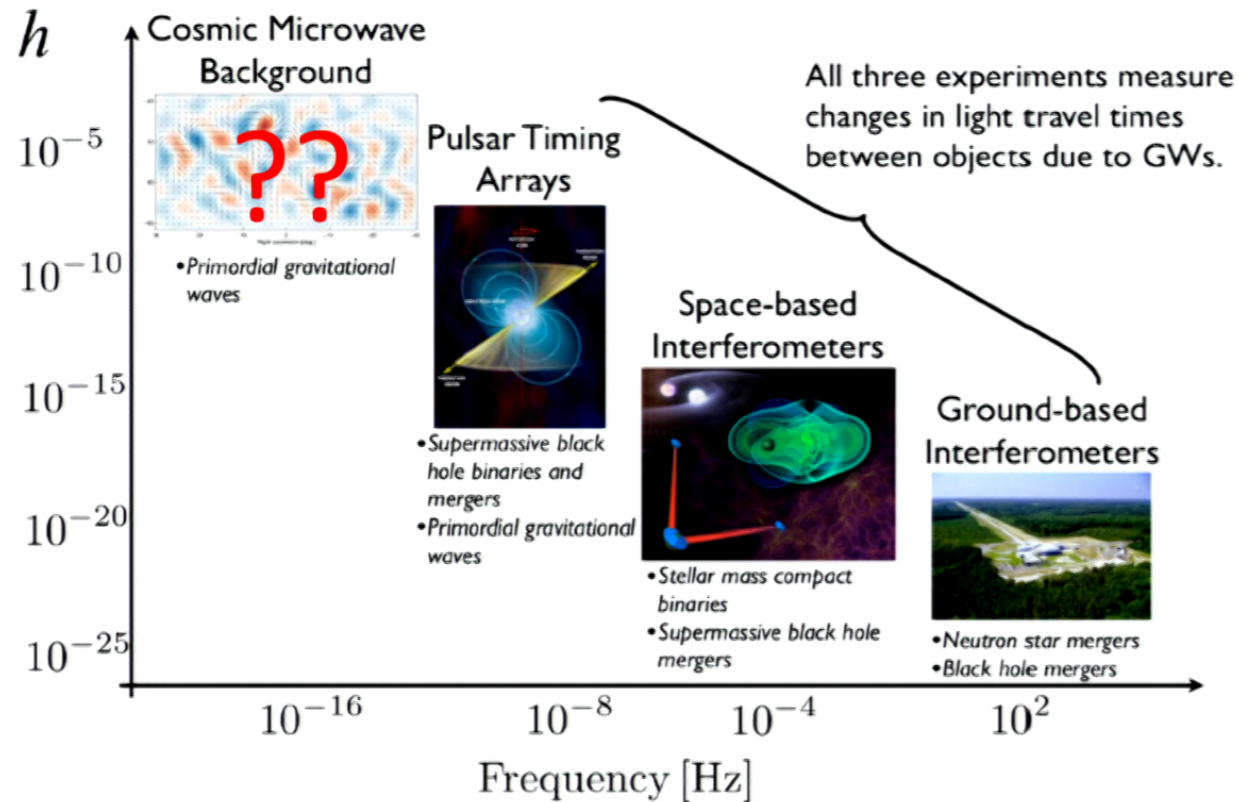 h
Cosmic Microwave
Background
??
•Primordial gravitational
waves
Pulsar Timing
Arrays
•Supermassive black
hole binaries and
mergers
•Primordial gravitational
waves
All three experiments measure
changes in light travel times
between objects due to GWs.
Space-based
Interferometers
•Stellar mass compact
binaries
•Supermassive black hole
mergers
Ground-based
Interferometers
•Neutron star mergers
•Black hole mergers
10⁻⁵
10⁻¹⁰
10⁻¹⁵
10⁻²⁰
10⁻²⁵
10⁻¹⁶ 10⁻⁸ 10⁻⁴ 10²
Frequency [Hz]